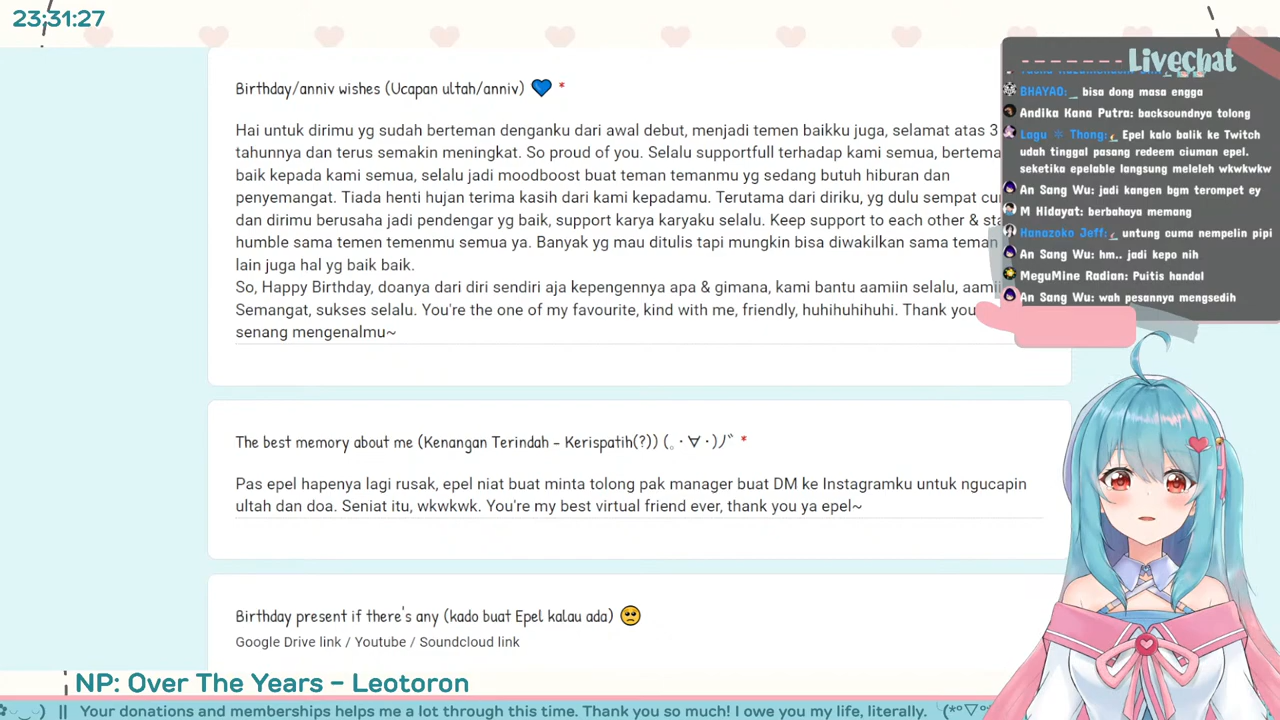 23:31:27
Birthday/anniv wishes (Ucapan ultah/anniv) 💙 *
Hai untuk dirimu yg sudah berteman denganku dari awal debut, menjadi temen baikku juga, selamat atas 3
tahunnya dan terus semakin meningkat. So proud of you. Selalu supportfull terhadap kami semua,
baik kepada kami semua, selalu jadi moodboost buat teman temanmu yg sedang butuh hiburan dan
penyemangat. Tiada henti hujan terima kasih dari kami kepadamu. Terutama dari diriku, yg dulu sempat
dan dirimu berusaha jadi pendengar yg baik, support karya karyaku selalu. Keep support to each other &
humble sama temen temenmu semua ya. Banyak yg mau ditulis tapi mungkin bisa diwakilkan sama teman
lain juga hal yg baik baik.
So, Happy Birthday, doanya dari diri sendiri aja kepengennya apa & gimana, kami bantu aamiin selalu,
Semangat, sukses selalu. You're the one of my favourite, kind with me, friendly, huhihuhihuhi. Thank you
senang mengenalmu~
The best memory about me (Kenangan Terindah - Kerispatih(?)) (｡･∀･)ﾉﾞ *
Pas epel hapenya lagi rusak, epel niat buat minta tolong pak manager buat DM ke Instagramku untuk ngucapin
ultah dan doa. Seniat itu, wkwkwk. You're my best virtual friend ever, thank you ya epel~
Birthday present if there's any (kado buat Epel kalau ada) 🥺
Google Drive link / Youtube / Soundcloud link
Livechat
BHAYAO: bisa dong masa engga
Andika Kana Putra: backsoundnya tolong
Lagu ✻ Thong: Epel kalo balik ke Twitch
udah tinggal pasang redeem ciuman epel.
seketika epelable langsung meleleh wkwkwkw
An Sang Wu: jadi kangen bgm terompet ey
M Hidayat: berbahaya memang
Hanazoko Jeff: untung cuma nempelin pipi
An Sang Wu: hm.. jadi kepo nih
MeguMine Radian: Puitis handal
An Sang Wu: wah pesannya mengsedih
NP: Over The Years - Leotoron
|| Your donations and memberships helps me a lot through this time. Thank you so much! I owe you my life, literally.